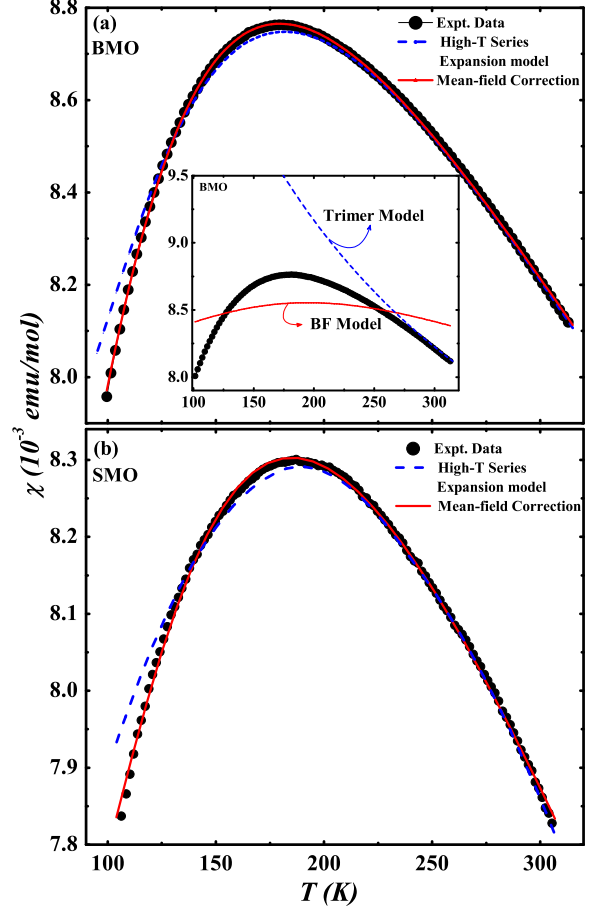 (a)
BMO
Expt. Data
High-T Series
Expansion model
Mean-field Correction
8.8
8.6
8.4
8.2
8.0
BMO
Trimer Model
BF Model
9.5
9.0
8.5
8.0
100
150
200
250
300
χ (10⁻³ emu/mol)
(b)
SMO
Expt. Data
High-T Series
Expansion model
Mean-field Correction
8.3
8.2
8.1
8.0
7.9
7.8
100
150
200
250
300
T (K)